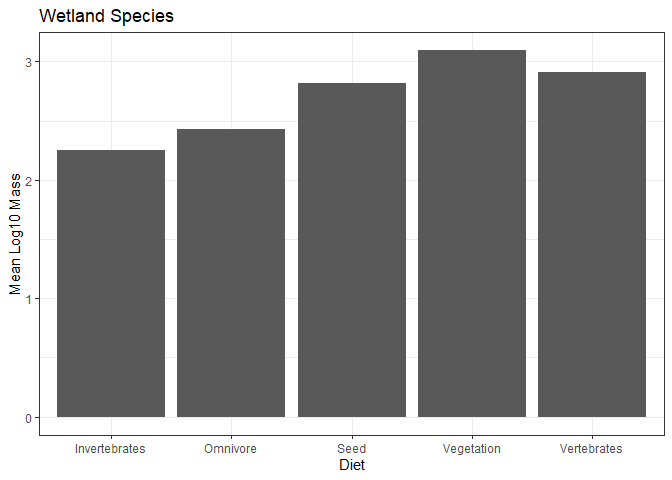 Wetland Species
3
2
1
0
Mean Log10 Mass
Invertebrates Omnivore Seed Vegetation Vertebrates
Diet